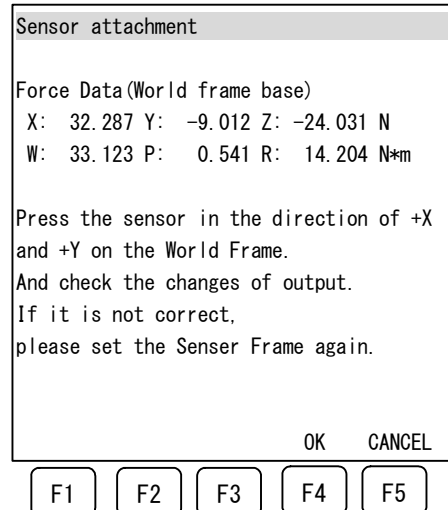 Sensor attachment
Force Data(World frame base)
X: 32.287 Y: -9.012 Z: -24.031 N
W: 33.123 P: 0.541 R: 14.204 N*m
Press the sensor in the direction of +X
and +Y on the World Frame.
And check the changes of output.
If it is not correct,
please set the Senser Frame again.
OK CANCEL
F1 F2 F3 F4 F5